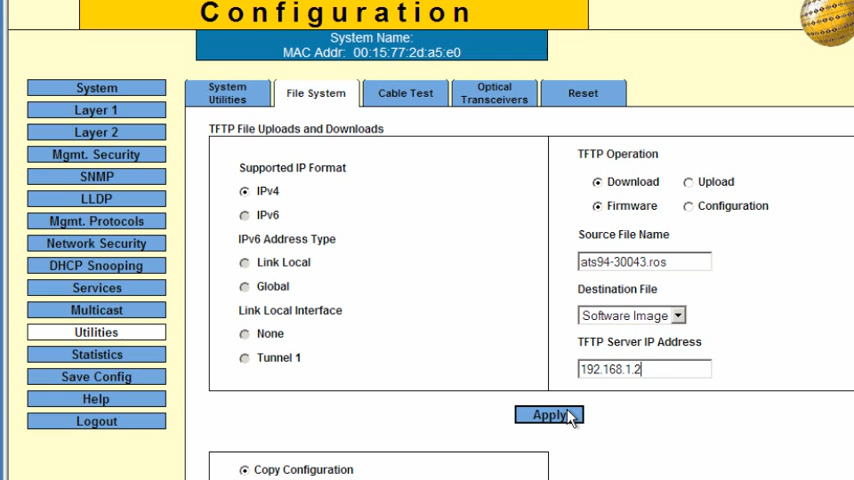 Configuration
System Name:
MAC Addr: 00:15:77:2d:a5:e0
System
Layer 1
Layer 2
Mgmt. Security
SNMP
LLDP
Mgmt. Protocols
Network Security
DHCP Snooping
Services
Multicast
Utilities
Statistics
Save Config
Help
Logout
System Utilities
File System
Cable Test
Optical Transceivers
Reset
TFTP File Uploads and Downloads
Supported IP Format
IPv4
IPv6
IPv6 Address Type
Link Local
Global
Link Local Interface
None
Tunnel 1
TFTP Operation
Download Upload
Firmware Configuration
Source File Name
ats94-30043.ros
Destination File
Software Image
TFTP Server IP Address
192.168.1.2
Apply
Copy Configuration